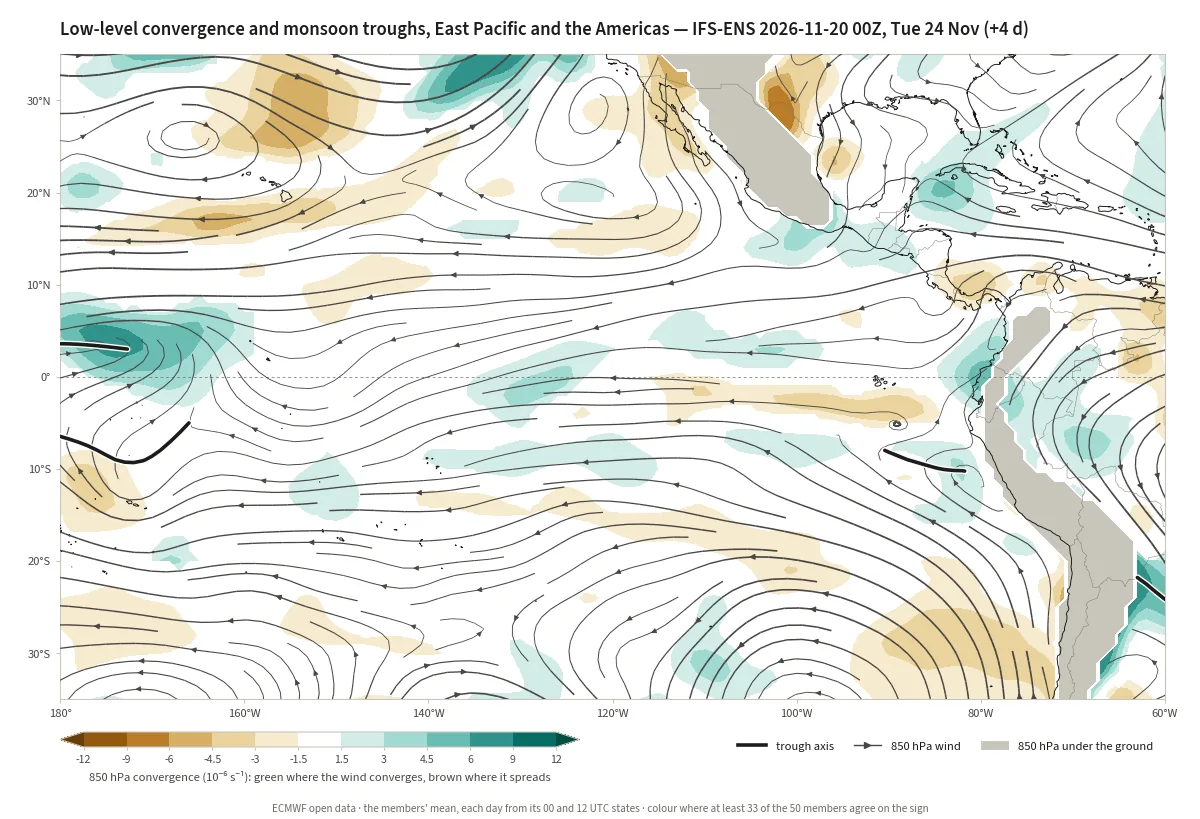 Low-level convergence and monsoon troughs, East Pacific and the Americas — IFS-ENS 2026-11-20 00Z, Tue 24 Nov (+4 d)
30°N
20°N
10°N
0°
10°S
20°S
30°S
180° 160°W 140°W 120°W 100°W 80°W 60°W
-12 -9 -6 -4.5 -3 -1.5 1.5 3 4.5 6 9 12
850 hPa convergence (10⁻⁶ s⁻¹): green where the wind converges, brown where it spreads
trough axis 850 hPa wind 850 hPa under the ground
ECMWF open data · the members' mean, each day from its 00 and 12 UTC states · colour where at least 33 of the 50 members agree on the sign